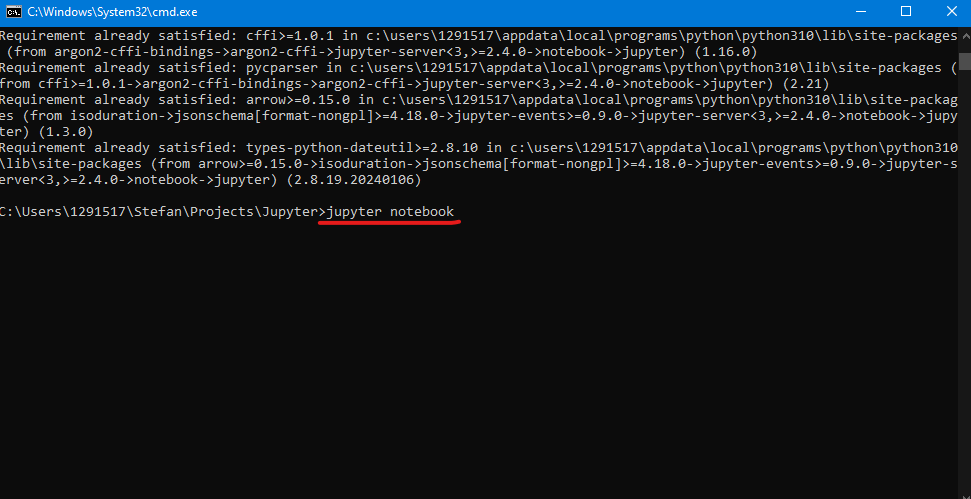 C:\Windows\System32\cmd.exe
Requirement already satisfied: cffi>=1.0.1 in c:\users\1291517\appdata\local\programs\python\python310\lib\site-packages
(from argon2-cffi-bindings->argon2-cffi->jupyter-server<3,>=2.4.0->notebook->jupyter) (1.16.0)
Requirement already satisfied: pycparser in c:\users\1291517\appdata\local\programs\python\python310\lib\site-packages (
from cffi>=1.0.1->argon2-cffi-bindings->argon2-cffi->jupyter-server<3,>=2.4.0->notebook->jupyter) (2.21)
Requirement already satisfied: arrow>=0.15.0 in c:\users\1291517\appdata\local\programs\python\python310\lib\site-packag
es (from isoduration->jsonschema[format-nongpl]>=4.18.0->jupyter-events>=0.9.0->jupyter-server<3,>=2.4.0->notebook->jupy
ter) (1.3.0)
Requirement already satisfied: types-python-dateutil>=2.8.10 in c:\users\1291517\appdata\local\programs\python\python310
\lib\site-packages (from arrow>=0.15.0->isoduration->jsonschema[format-nongpl]>=4.18.0->jupyter-events>=0.9.0->jupyter-s
erver<3,>=2.4.0->notebook->jupyter) (2.8.19.20240106)
C:\Users\1291517\Stefan\Projects\Jupyter>jupyter notebook